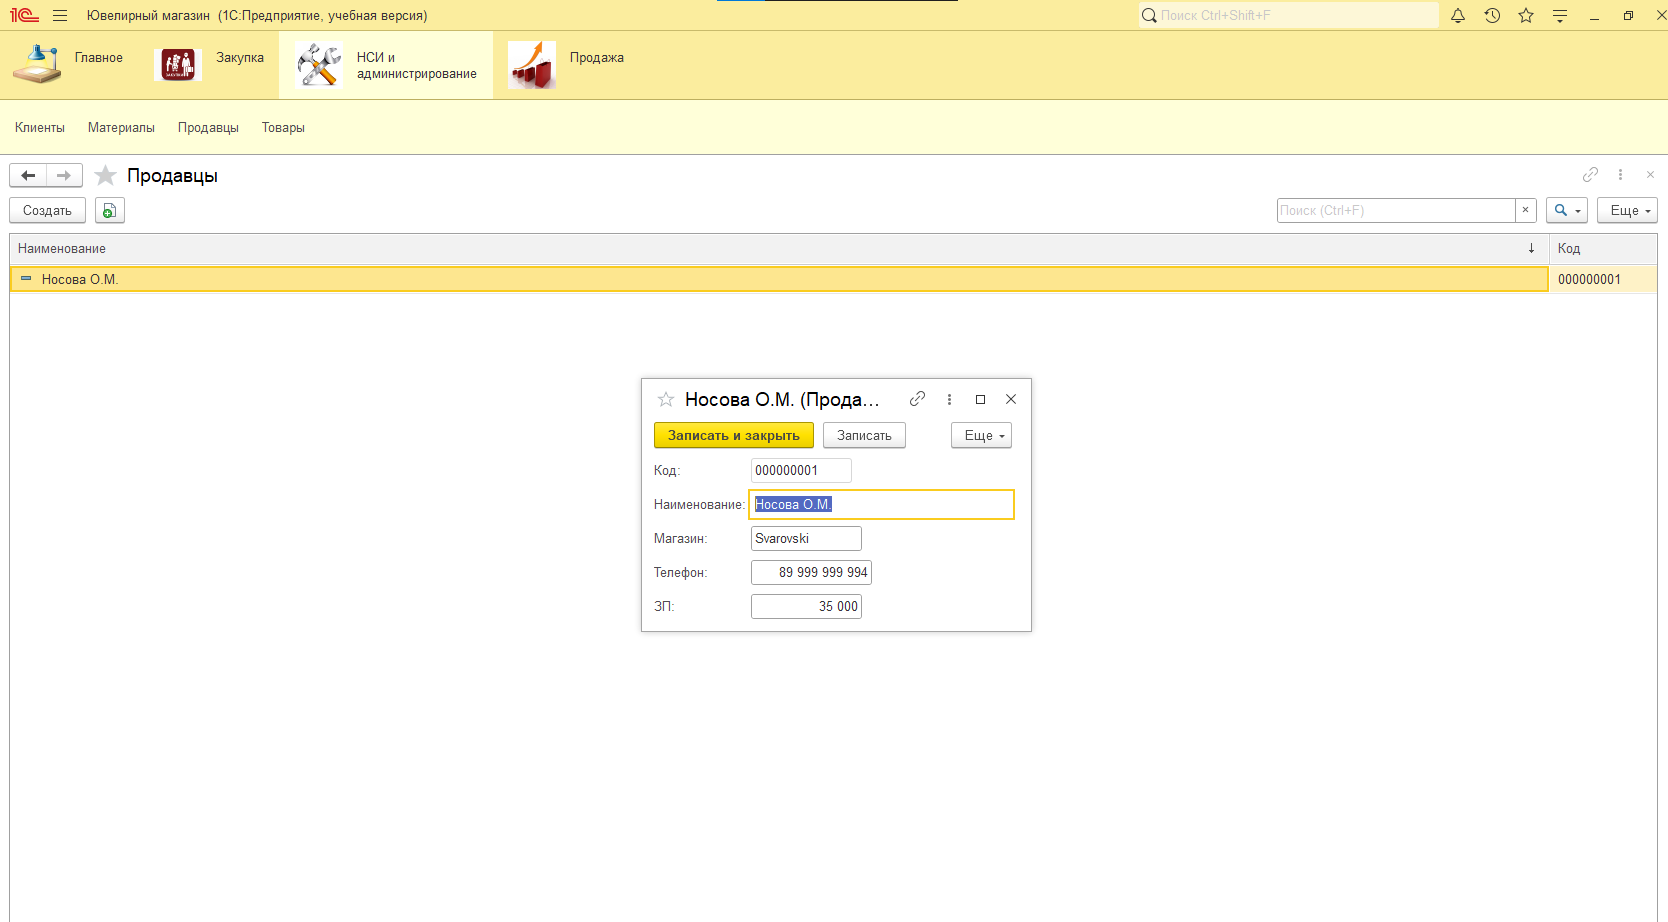 1С Ювелирный магазин (1С:Предприятие, учебная версия) Поиск Ctrl+Shift+F
Главное
Закупка
НСИ и
администрирование
Продажа
Клиенты Материалы Продавцы Товары
Продавцы
Создать Поиск (Ctrl+F) × Еще
Наименование ↓ Код
Носова О.М. 000000001
Носова О.М. (Прода...
Записать и закрыть Записать Еще
Код: 000000001
Наименование: Носова О.М.
Магазин: Svarovski
Телефон: 89 999 999 994
ЗП: 35 000